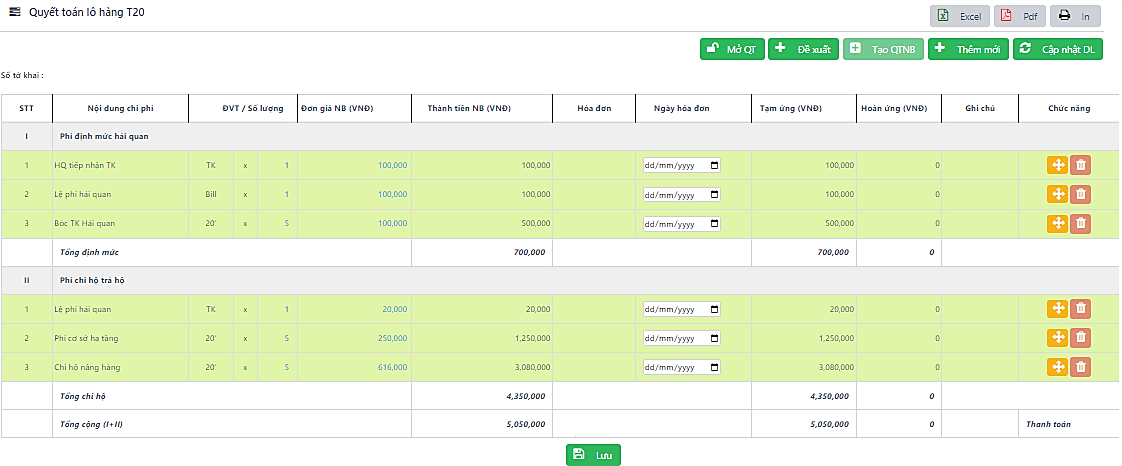 Quyết toán lô hàng T20
Excel Pdf In
Mở QT Đề xuất Tạo QTNB Thêm mới Cập nhật DL
Số tờ khai :
STT Nội dung chi phí ĐVT / Số lượng Đơn giá NB (VNĐ) Thành tiền NB (VNĐ) Hóa đơn Ngày hóa đơn Tạm ứng (VNĐ) Hoàn ứng (VNĐ) Ghi chú Chức năng
I Phí định mức hải quan
1 HQ tiếp nhận TK TK x 1 100,000 100,000 dd/mm/yyyy 100,000 0
2 Lệ phí hải quan Bill x 1 100,000 100,000 dd/mm/yyyy 100,000 0
3 Bóc TK Hải quan 20' x 5 100,000 500,000 dd/mm/yyyy 500,000 0
Tổng định mức 700,000 700,000 0
II Phí chi hộ trả hộ
1 Lệ phí hải quan TK x 1 20,000 20,000 dd/mm/yyyy 20,000 0
2 Phí cơ sở hạ tầng 20' x 5 250,000 1,250,000 dd/mm/yyyy 1,250,000 0
3 Chi hộ nâng hàng 20' x 5 616,000 3,080,000 dd/mm/yyyy 3,080,000 0
Tổng chi hộ 4,350,000 4,350,000 0
Tổng cộng (I+II) 5,050,000 5,050,000 0 Thanh toán
Lưu